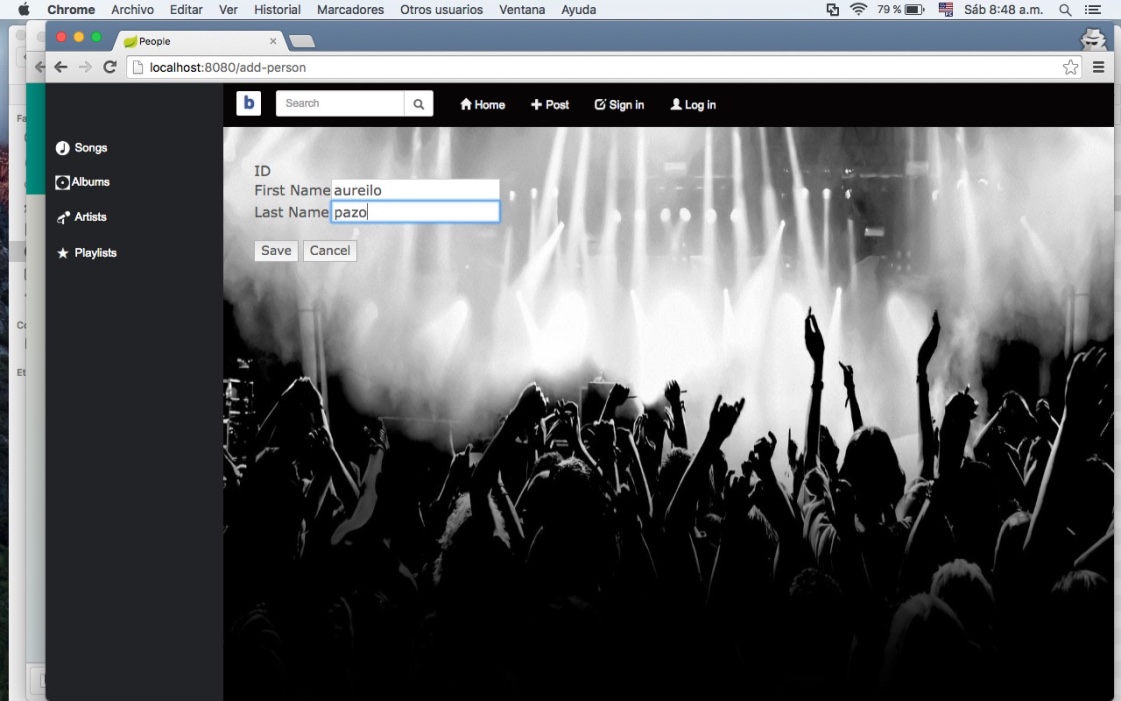 Chrome Archivo Editar Ver Historial Marcadores Otros usuarios Ventana Ayuda 79 % Sáb 8:48 a.m.
People
localhost:8080/add-person
b Search Home Post Sign in Log in
Songs
Albums
Artists
Playlists
ID
First Name aureilo
Last Name pazo
Save Cancel
Fa
Et